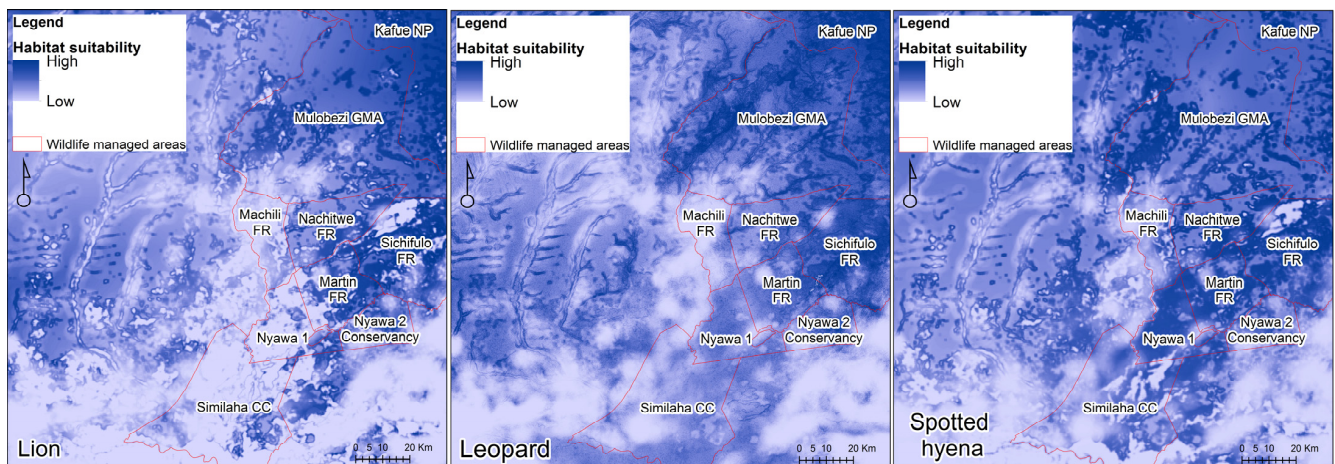 Legend
Habitat suitability
High
Low
Wildlife managed areas
Kafue NP
Mulobezi GMA
Machili
FR
Nachitwe
FR
Sichifulo
FR
Martin
FR
Nyawa 1
Nyawa 2
Conservancy
Similaha CC
Lion
0 5 10 20 Km
Legend
Habitat suitability
High
Low
Wildlife managed areas
Kafue NP
Mulobezi GMA
Machili
FR
Nachitwe
FR
Sichifulo
FR
Martin
FR
Nyawa 1
Nyawa 2
Conservancy
Similaha CC
Leopard
0 5 10 20 Km
Legend
Habitat suitability
High
Low
Wildlife managed areas
Kafue NP
Mulobezi GMA
Machili
FR
Nachitwe
FR
Sichifulo
FR
Martin
FR
Nyawa 1
Nyawa 2
Conservancy
Similaha CC
Spotted
hyena
0 5 10 20 Km